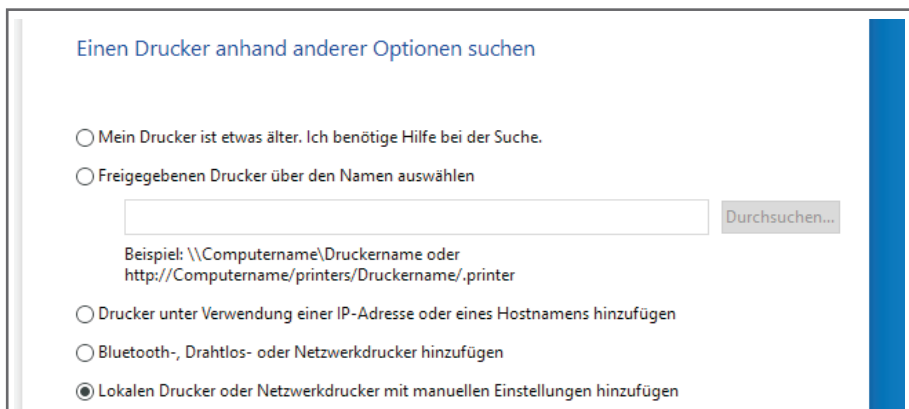 Einen Drucker anhand anderer Optionen suchen
Mein Drucker ist etwas älter. Ich benötige Hilfe bei der Suche.
Freigegebenen Drucker über den Namen auswählen
Durchsuchen...
Beispiel: \\Computername\Druckername oder
http://Computername/printers/Druckername/.printer
Drucker unter Verwendung einer IP-Adresse oder eines Hostnamens hinzufügen
Bluetooth-, Drahtlos- oder Netzwerkdrucker hinzufügen
Lokalen Drucker oder Netzwerkdrucker mit manuellen Einstellungen hinzufügen